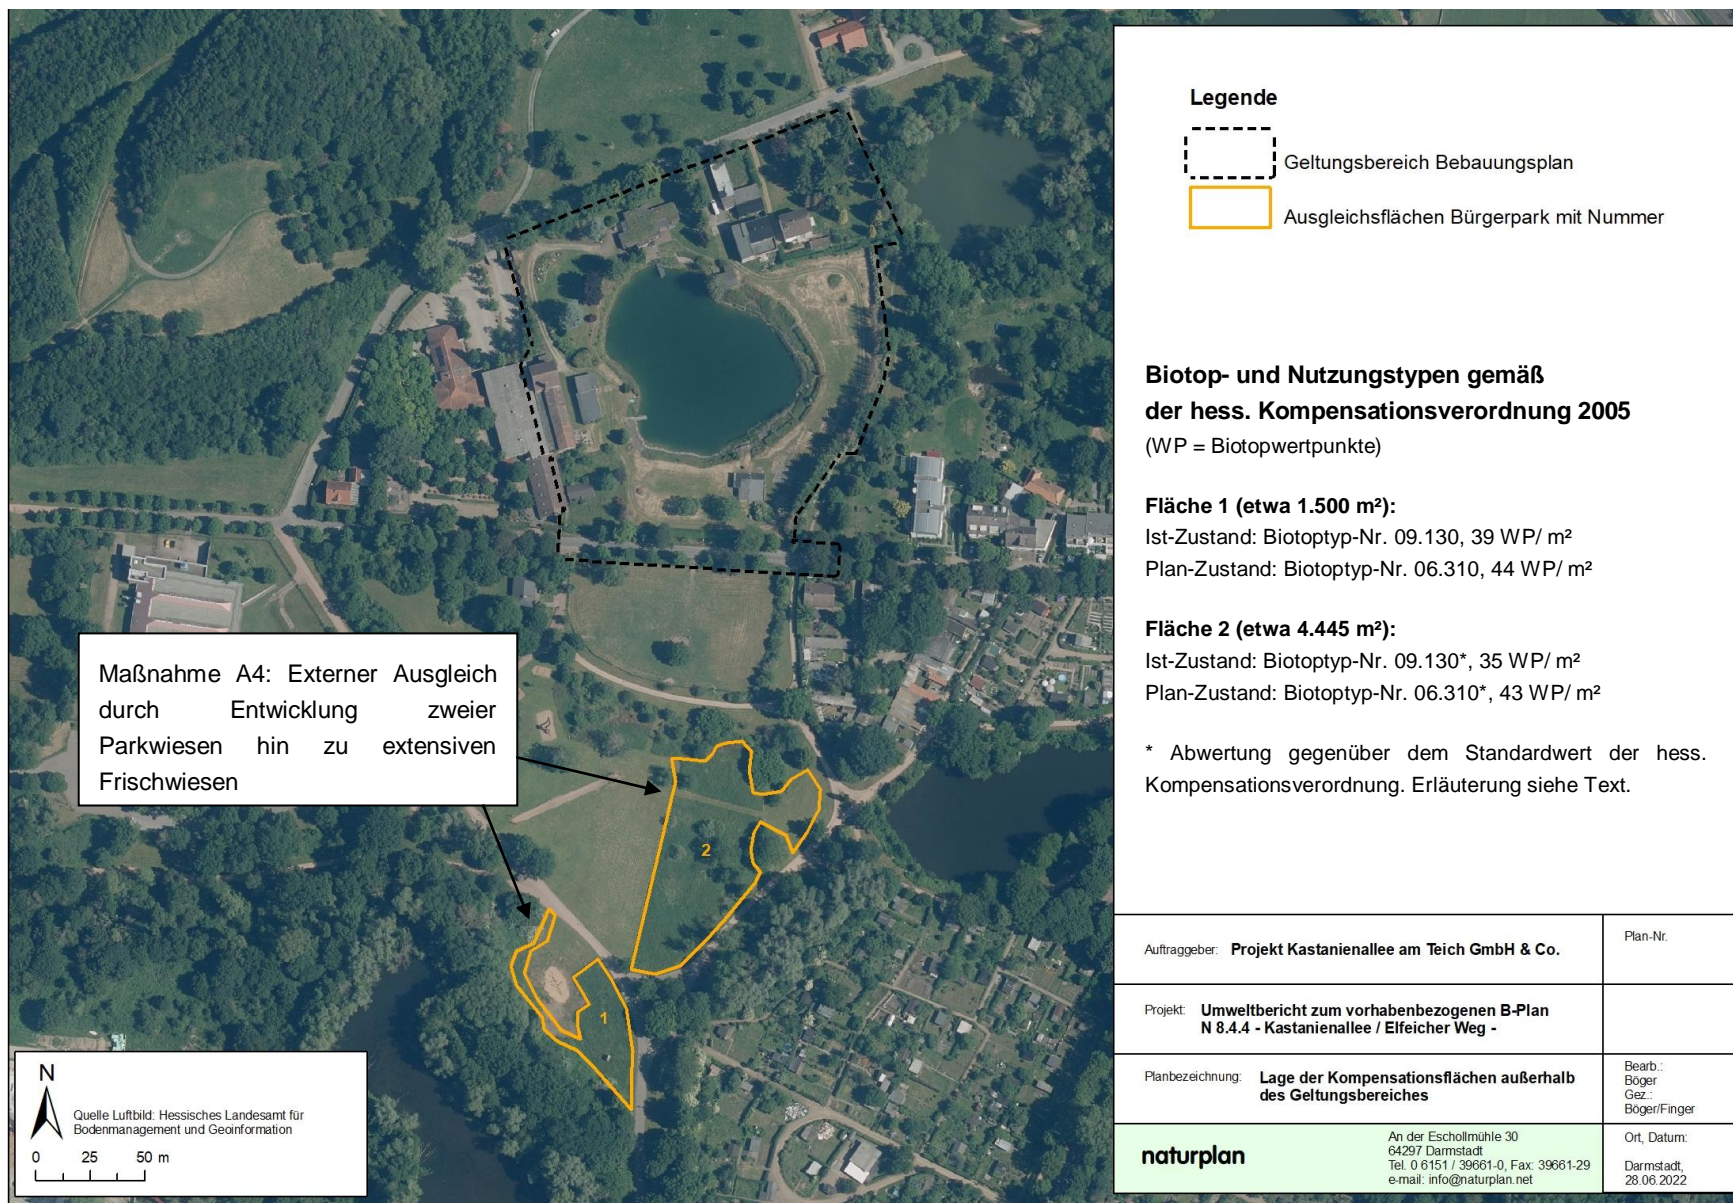 Legende
Geltungsbereich Bebauungsplan
Ausgleichsflächen Bürgerpark mit Nummer
Biotop- und Nutzungstypen gemäß
der hess. Kompensationsverordnung 2005
(WP = Biotopwertpunkte)
Fläche 1 (etwa 1.500 m²):
Ist-Zustand: Biotoptyp-Nr. 09.130, 39 WP/ m²
Plan-Zustand: Biotoptyp-Nr. 06.310, 44 WP/ m²
Fläche 2 (etwa 4.445 m²):
Ist-Zustand: Biotoptyp-Nr. 09.130*, 35 WP/ m²
Plan-Zustand: Biotoptyp-Nr. 06.310*, 43 WP/ m²
* Abwertung gegenüber dem Standardwert der hess.
Kompensationsverordnung. Erläuterung siehe Text.
Maßnahme A4: Externer Ausgleich
durch Entwicklung zweier
Parkwiesen hin zu extensiven
Frischwiesen
2
1
N
Quelle Luftbild: Hessisches Landesamt für
Bodenmanagement und Geoinformation
0 25 50 m
Auftraggeber: Projekt Kastanienallee am Teich GmbH & Co.
Plan-Nr.
Projekt: Umweltbericht zum vorhabenbezogenen B-Plan
N 8.4.4 - Kastanienallee / Elfeicher Weg -
Planbezeichnung: Lage der Kompensationsflächen außerhalb
des Geltungsbereiches
Bearb.:
Böger
Gez.:
Böger/Finger
naturplan
An der Eschollmühle 30
64297 Darmstadt
Tel. 0 6151 / 39661-0, Fax: 39661-29
e-mail: info@naturplan.net
Ort, Datum:
Darmstadt,
28.06.2022